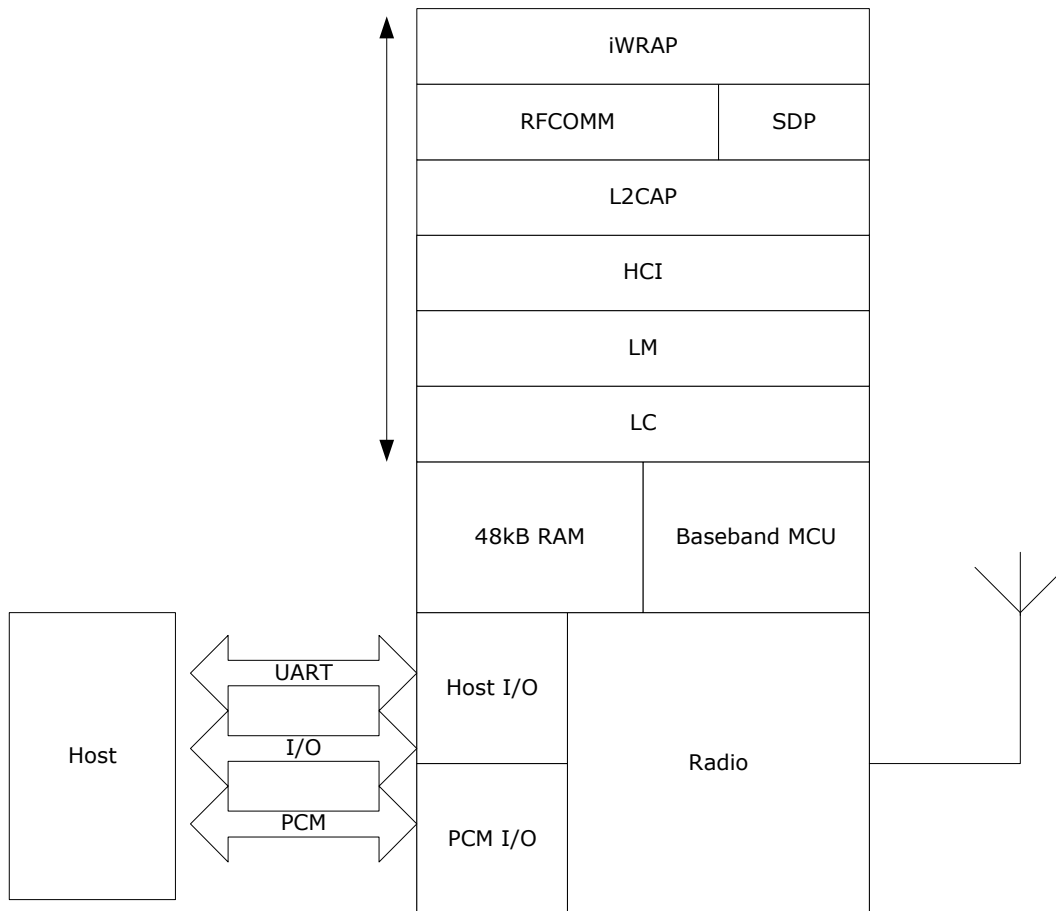 iWRAP
RFCOMM
SDP
L2CAP
HCI
LM
LC
48kB RAM
Baseband MCU
UART
Host I/O
I/O
Host
Radio
PCM
PCM I/O